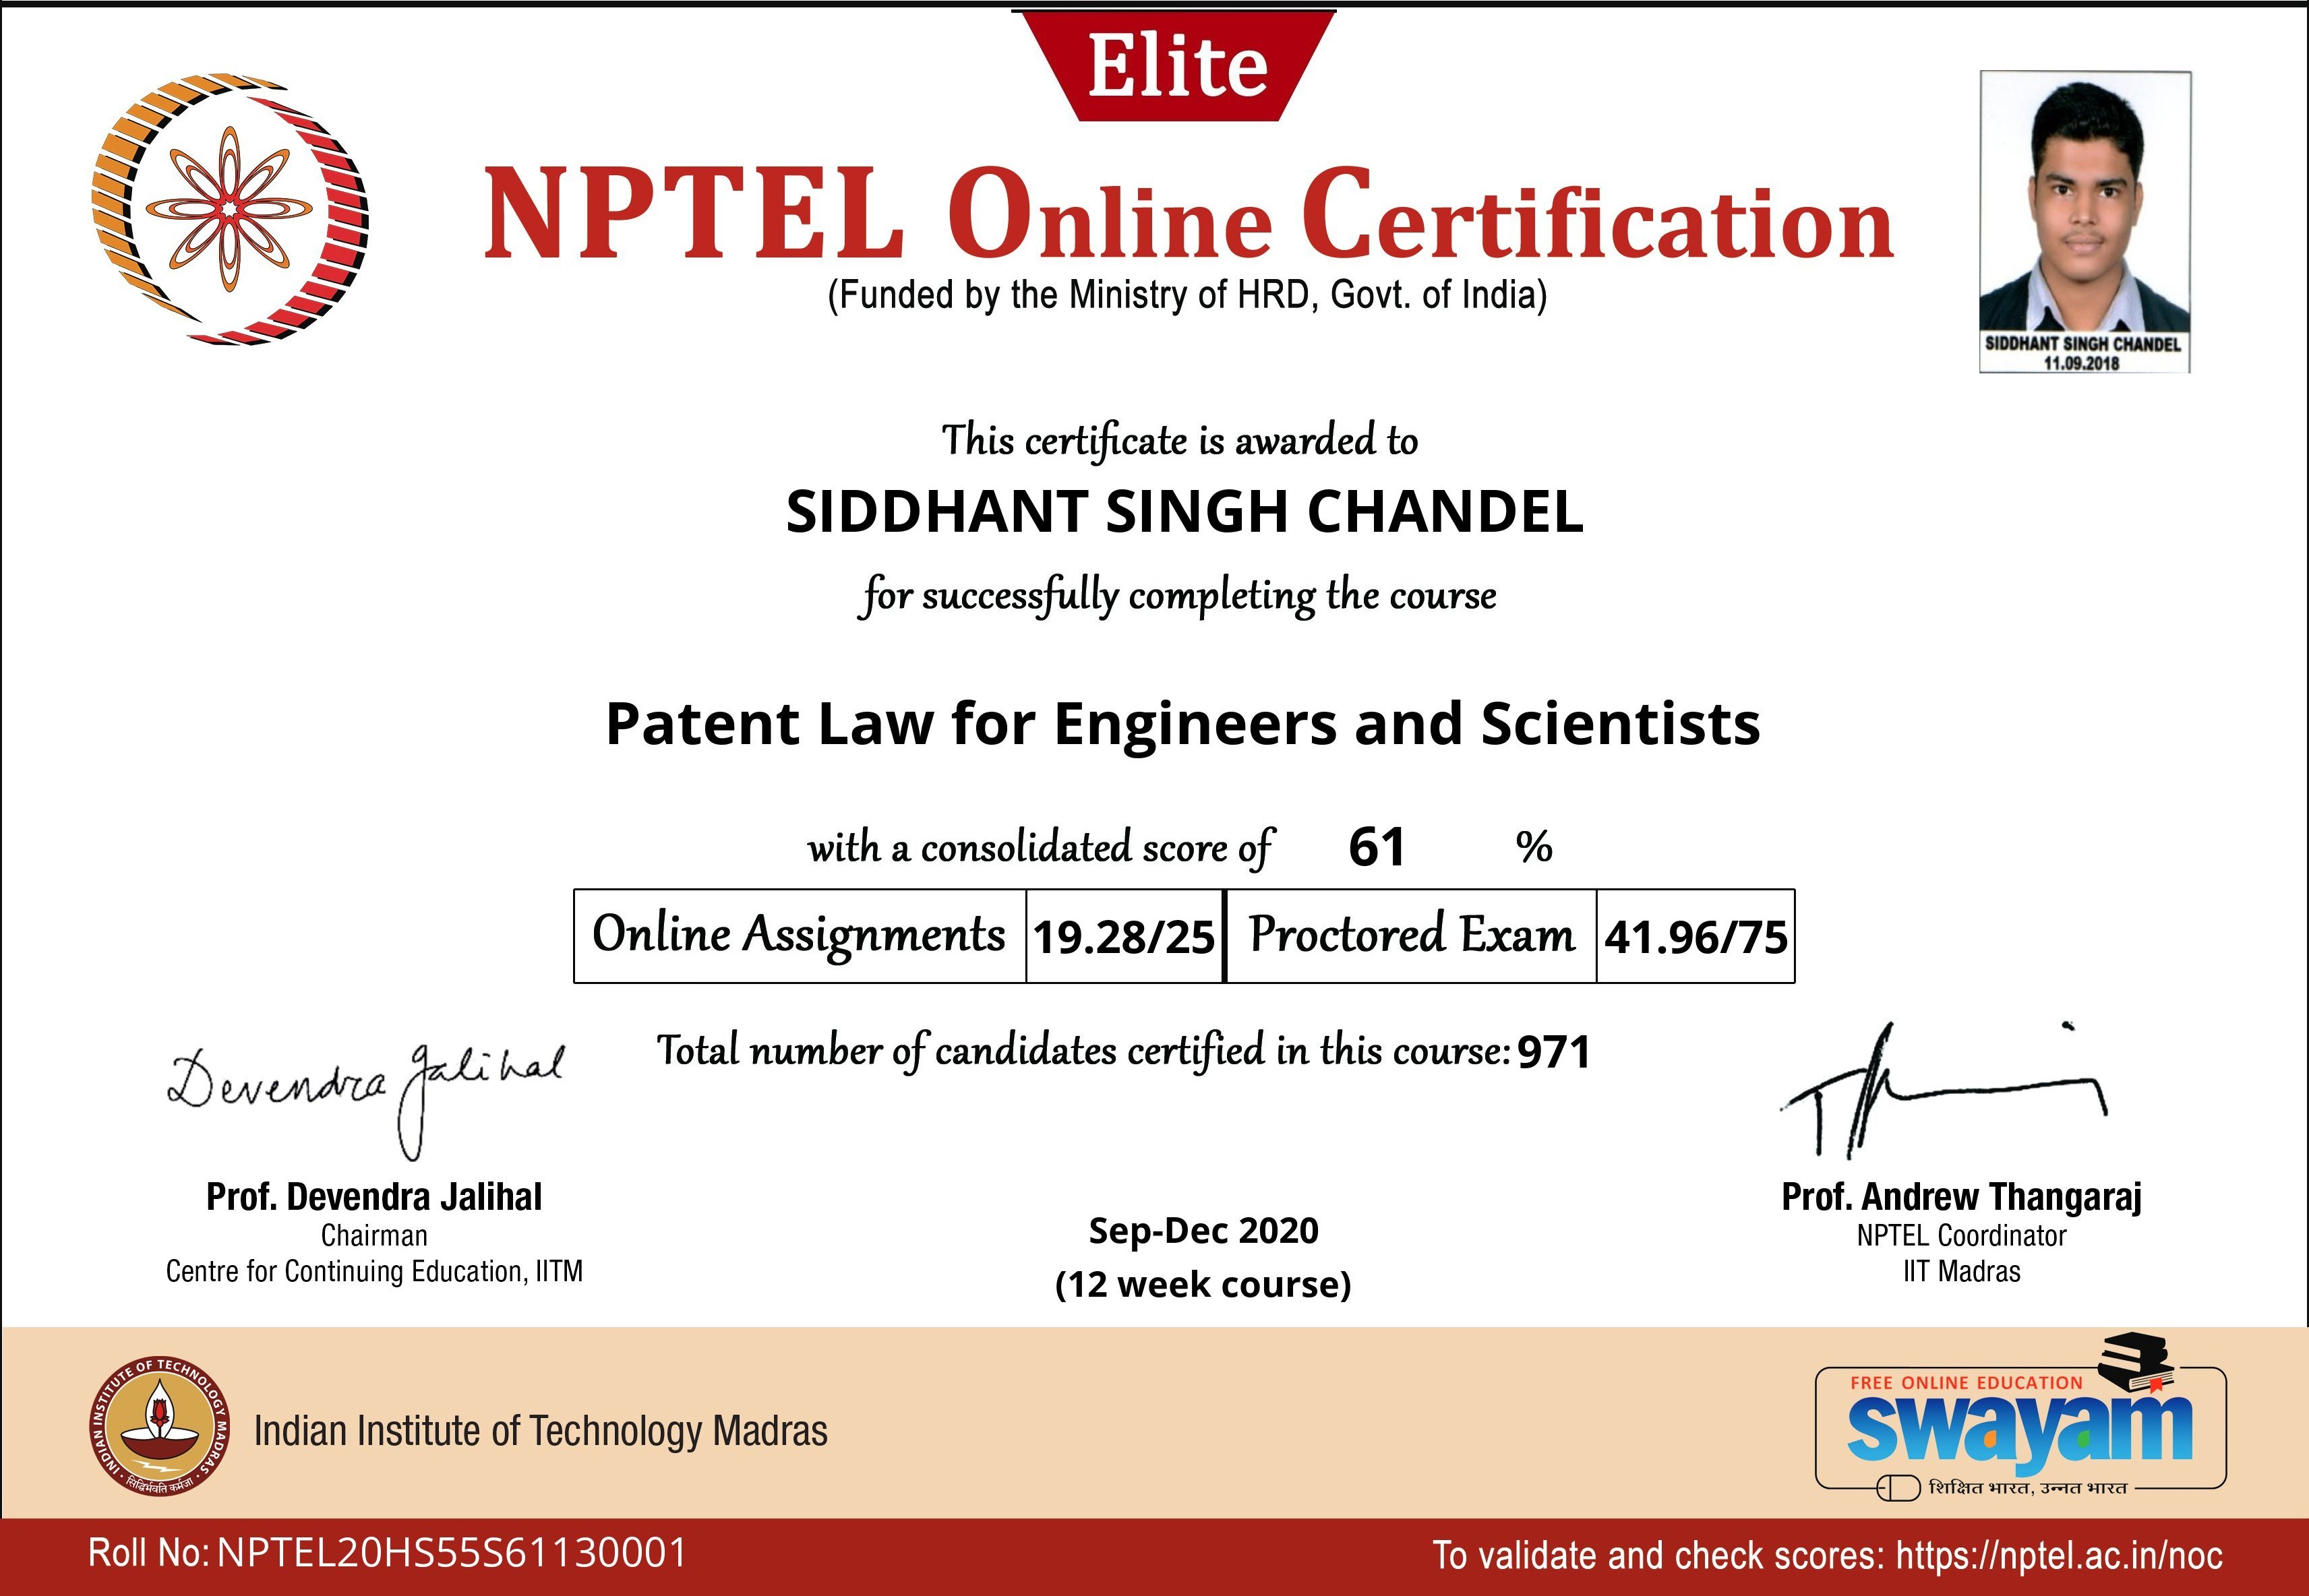 Elite
NPTEL Online Certification
(Funded by the Ministry of HRD, Govt. of India)
SIDDHANT SINGH CHANDEL
11.09.2018
This certificate is awarded to
SIDDHANT SINGH CHANDEL
for successfully completing the course
Patent Law for Engineers and Scientists
with a consolidated score of 61 %
Online Assignments 19.28/25 Proctored Exam 41.96/75
Total number of candidates certified in this course: 971
Devendra Jalihal
Prof. Devendra Jalihal
Chairman
Centre for Continuing Education, IITM
Sep-Dec 2020
(12 week course)
Prof. Andrew Thangaraj
NPTEL Coordinator
IIT Madras
INDIAN INSTITUTE OF TECHNOLOGY MADRAS
सिद्धिर्भवति कर्मजा
Indian Institute of Technology Madras
FREE ONLINE EDUCATION
swayam
शिक्षित भारत, उन्नत भारत
Roll No: NPTEL20HS55S61130001
To validate and check scores: https://nptel.ac.in/noc